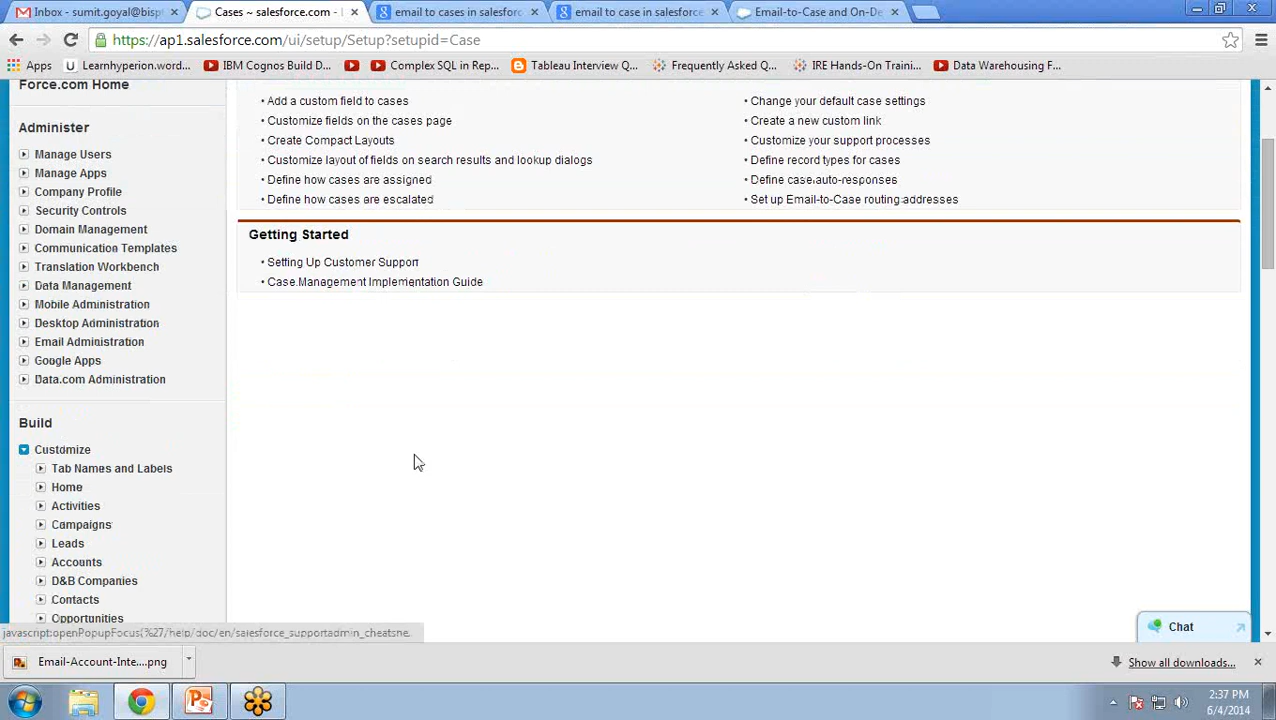 Inbox - sumit.goyal@bisp
Cases ~ salesforce.com -
email to cases in salesfor
email to case in salesforc
Email-to-Case and On-De
https://ap1.salesforce.com/ui/setup/Setup?setupid=Case
Apps
Learnhyperion.word...
IBM Cognos Build D...
Complex SQL in Rep...
Tableau Interview Q...
Frequently Asked Q...
IRE Hands-On Traini...
Data Warehousing F...
Force.com Home
Administer
Manage Users
Manage Apps
Company Profile
Security Controls
Domain Management
Communication Templates
Translation Workbench
Data Management
Mobile Administration
Desktop Administration
Email Administration
Google Apps
Data.com Administration
Build
Customize
Tab Names and Labels
Home
Activities
Campaigns
Leads
Accounts
D&B Companies
Contacts
Opportunities
• Add a custom field to cases
• Customize fields on the cases page
• Create Compact Layouts
• Customize layout of fields on search results and lookup dialogs
• Define how cases are assigned
• Define how cases are escalated
• Change your default case settings
• Create a new custom link
• Customize your support processes
• Define record types for cases
• Define case auto-responses
• Set up Email-to-Case routing addresses
Getting Started
• Setting Up Customer Support
• Case Management Implementation Guide
Chat
javascript:openPopupFocus(%27/help/doc/en/salesforce_supportadmin_cheatshe...
Email-Account-Inte....png
Show all downloads...
2:37 PM
6/4/2014